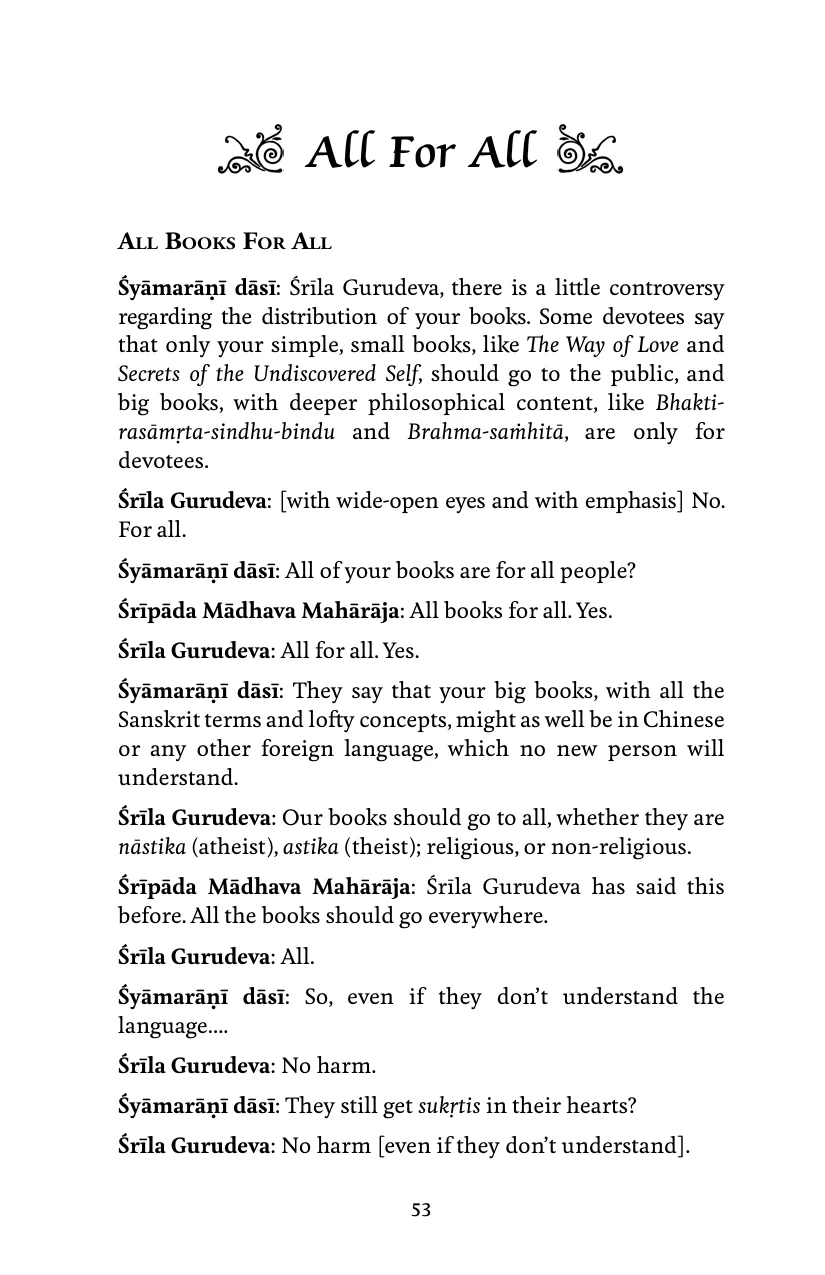 All For All
All Books For All
Śyāmarāṇī dāsī: Śrīla Gurudeva, there is a little controversy
regarding the distribution of your books. Some devotees say
that only your simple, small books, like The Way of Love and
Secrets of the Undiscovered Self, should go to the public, and
big books, with deeper philosophical content, like Bhakti-
rasāmṛta-sindhu-bindu and Brahma-saṁhitā, are only for
devotees.
Śrīla Gurudeva: [with wide-open eyes and with emphasis] No.
For all.
Śyāmarāṇī dāsī: All of your books are for all people?
Śrīpāda Mādhava Mahārāja: All books for all. Yes.
Śrīla Gurudeva: All for all. Yes.
Śyāmarāṇī dāsī: They say that your big books, with all the
Sanskrit terms and lofty concepts, might as well be in Chinese
or any other foreign language, which no new person will
understand.
Śrīla Gurudeva: Our books should go to all, whether they are
nāstika (atheist), astika (theist); religious, or non-religious.
Śrīpāda Mādhava Mahārāja: Śrīla Gurudeva has said this
before. All the books should go everywhere.
Śrīla Gurudeva: All.
Śyāmarāṇī dāsī: So, even if they don’t understand the
language....
Śrīla Gurudeva: No harm.
Śyāmarāṇī dāsī: They still get sukṛtis in their hearts?
Śrīla Gurudeva: No harm [even if they don’t understand].
53